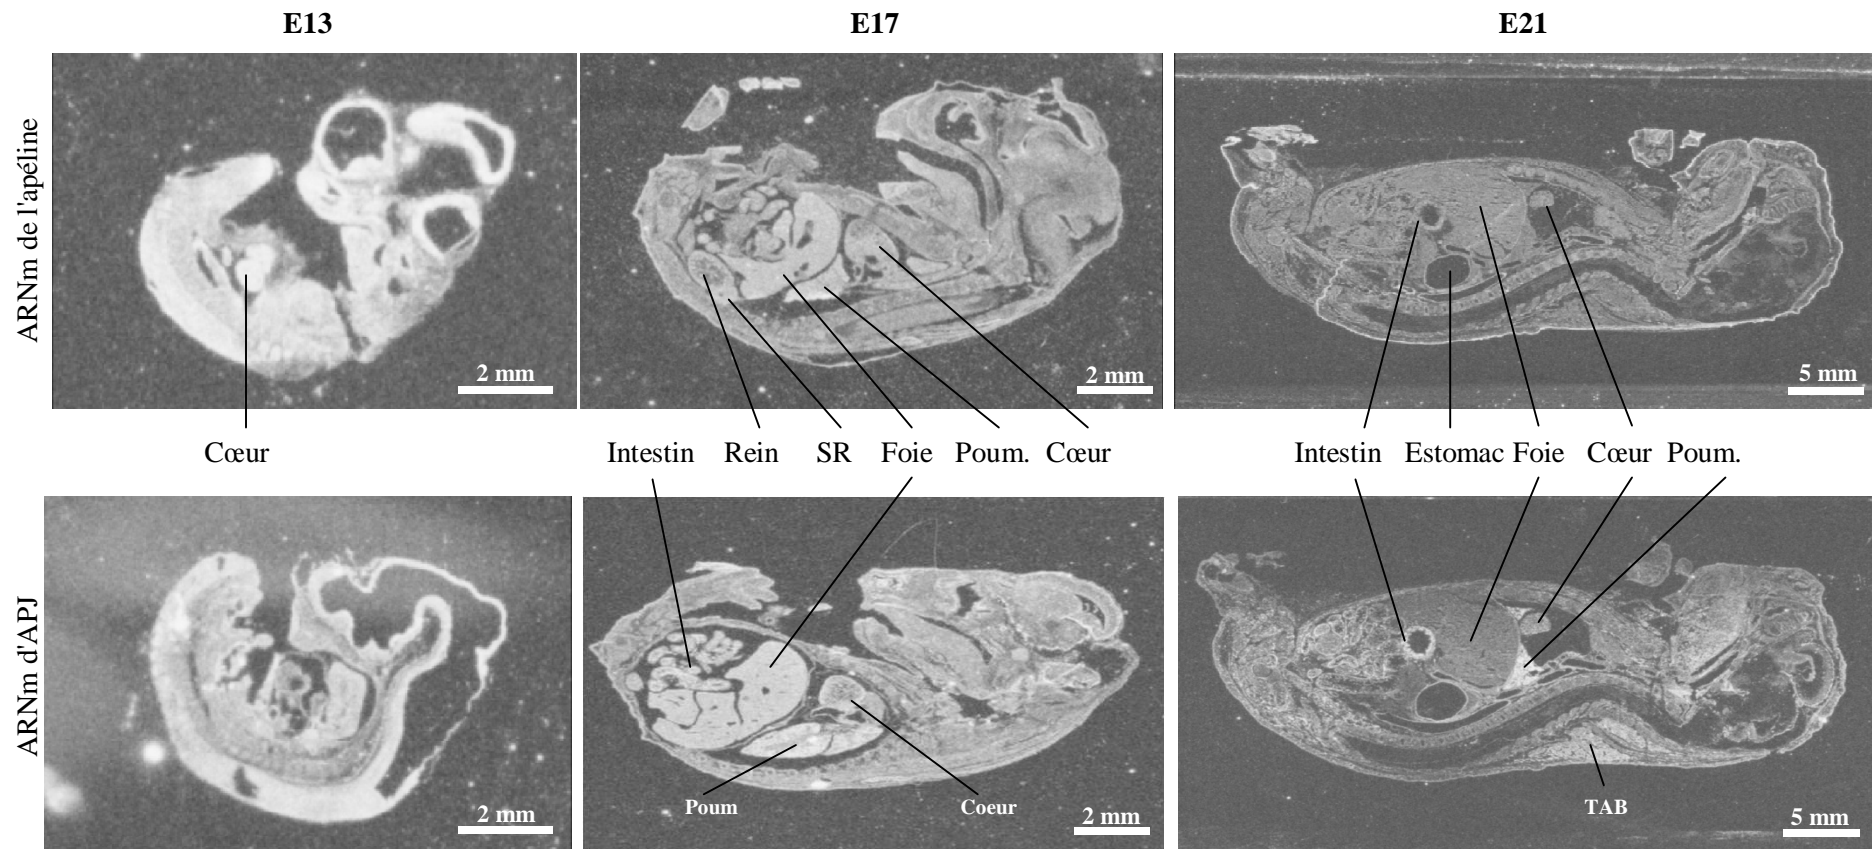 E13 E17 E21
ARNm de l'apéline
2 mm 2 mm 5 mm
Cœur Intestin Rein SR Foie Poum. Cœur Intestin Estomac Foie Cœur Poum.
ARNm d'APJ
Poum Coeur TAB
2 mm 2 mm 5 mm